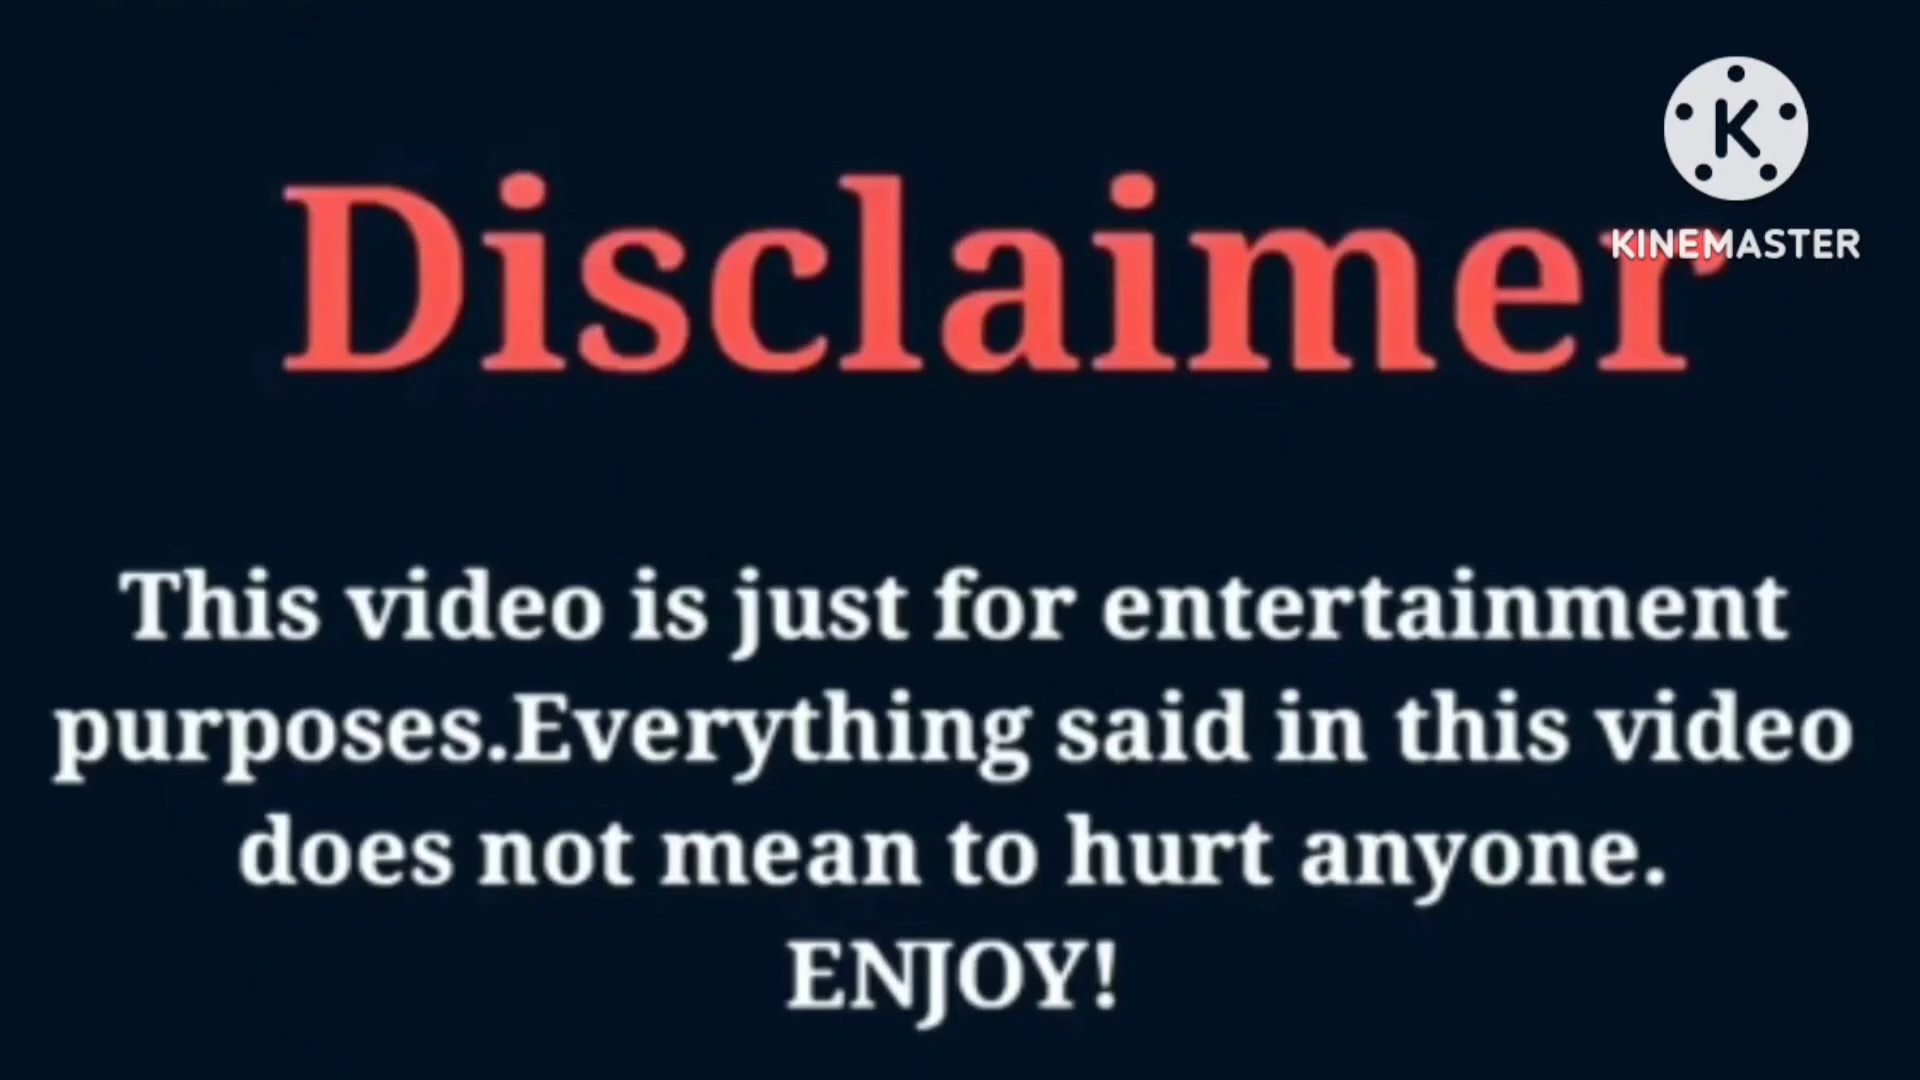 K
KINEMASTER
Disclaimer
This video is just for entertainment
purposes.Everything said in this video
does not mean to hurt anyone.
ENJOY!